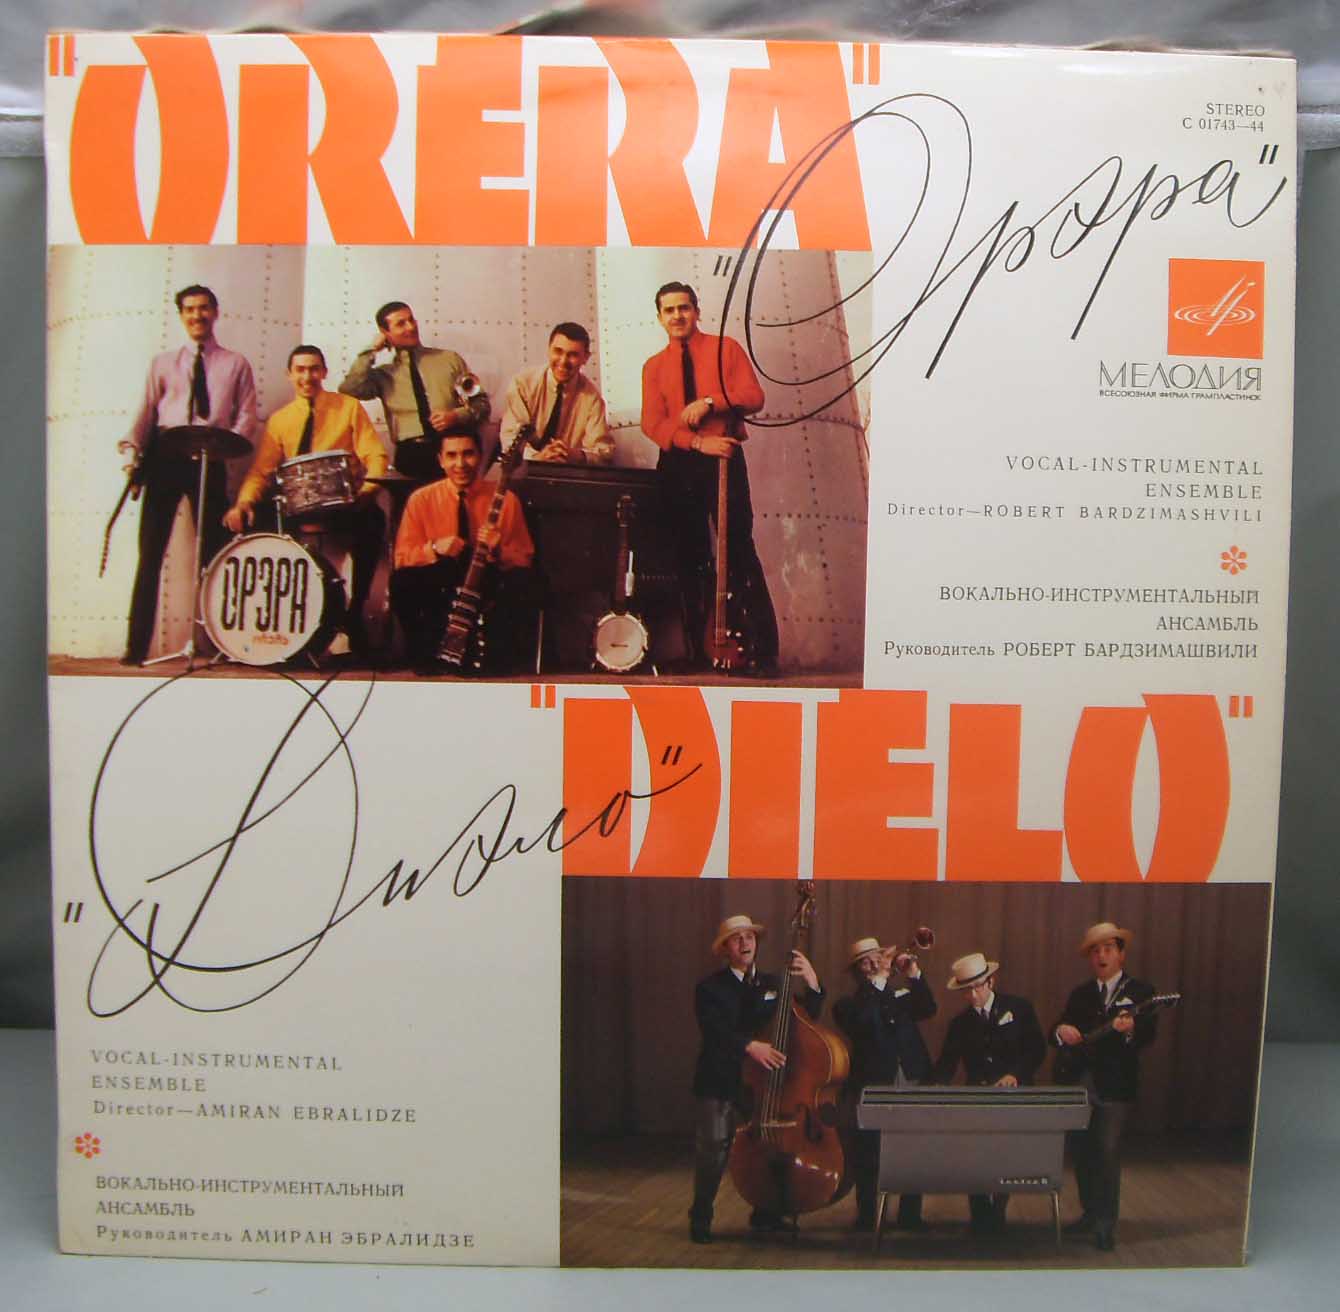 "ORERA"
STEREO
С 01743—44
"Орэра"
МЕЛОДИЯ
ВСЕСОЮЗНАЯ ФИРМА ГРАМПЛАСТИНОК
VOCAL-INSTRUMENTAL
ENSEMBLE
Director—ROBERT BARDZIMASHVILI
ВОКАЛЬНО-ИНСТРУМЕНТАЛЬНЫЙ
АНСАМБЛЬ
Руководитель РОБЕРТ БАРДЗИМАШВИЛИ
ОРЭРА
"DIELO"
"Диэло"
VOCAL-INSTRUMENTAL
ENSEMBLE
Director—AMIRAN EBRALIDZE
ВОКАЛЬНО-ИНСТРУМЕНТАЛЬНЫЙ
АНСАМБЛЬ
Руководитель АМИРАН ЭБРАЛИДЗЕ